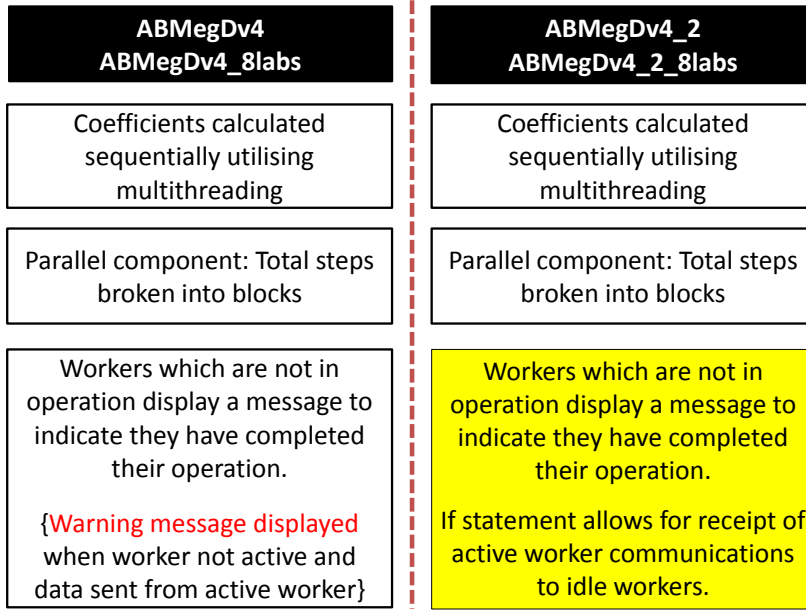 ABMegDv4
ABMegDv4_8labs
Coefficients calculated
sequentially utilising
multithreading
Parallel component: Total steps
broken into blocks
Workers which are not in
operation display a message to
indicate they have completed
their operation.
{Warning message displayed
when worker not active and
data sent from active worker}
ABMegDv4_2
ABMegDv4_2_8labs
Coefficients calculated
sequentially utilising
multithreading
Parallel component: Total steps
broken into blocks
Workers which are not in
operation display a message to
indicate they have completed
their operation.
If statement allows for receipt of
active worker communications
to idle workers.